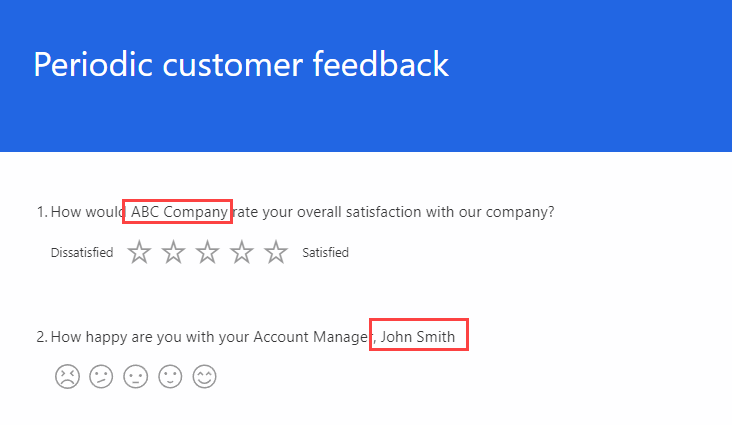 Periodic customer feedback
1. How would ABC Company rate your overall satisfaction with our company?
Dissatisfied Satisfied
2. How happy are you with your Account Manager, John Smith